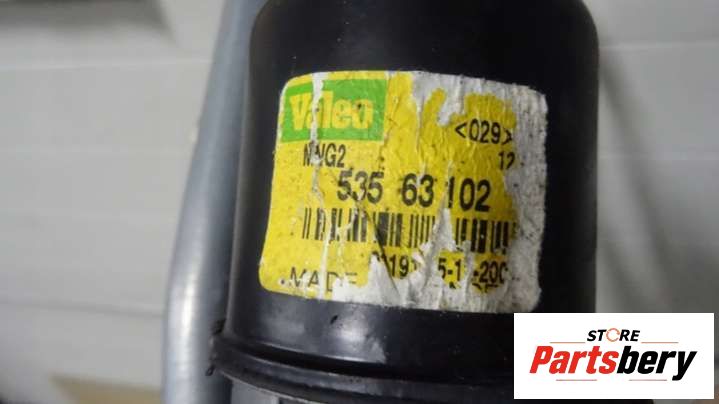 Valeo
<029>
12
535 63 102
MADE
STORE
Partsbery